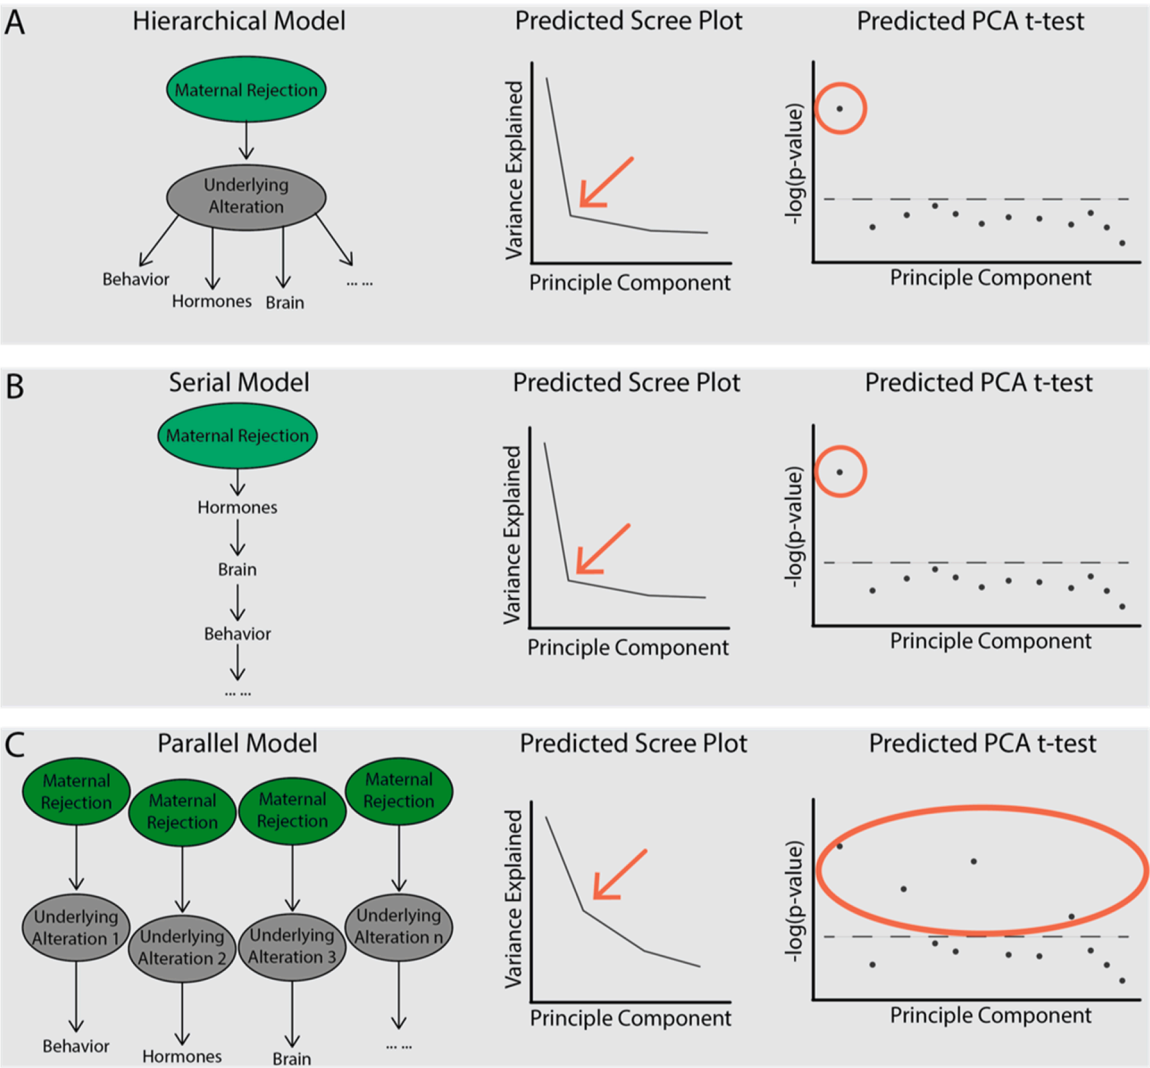 A
Hierarchical Model
Predicted Scree Plot
Predicted PCA t-test
Maternal Rejection
Underlying
Alteration
Behavior
Hormones
Brain
... ...
Variance Explained
Principle Component
-log(p-value)
Principle Component
B
Serial Model
Predicted Scree Plot
Predicted PCA t-test
Maternal Rejection
Hormones
Brain
Behavior
... ...
Variance Explained
Principle Component
-log(p-value)
Principle Component
C
Parallel Model
Predicted Scree Plot
Predicted PCA t-test
Maternal
Rejection
Maternal
Rejection
Maternal
Rejection
Maternal
Rejection
Underlying
Alteration 1
Underlying
Alteration 2
Underlying
Alteration 3
Underlying
Alteration n
Behavior
Hormones
Brain
... ...
Variance Explained
Principle Component
-log(p-value)
Principle Component